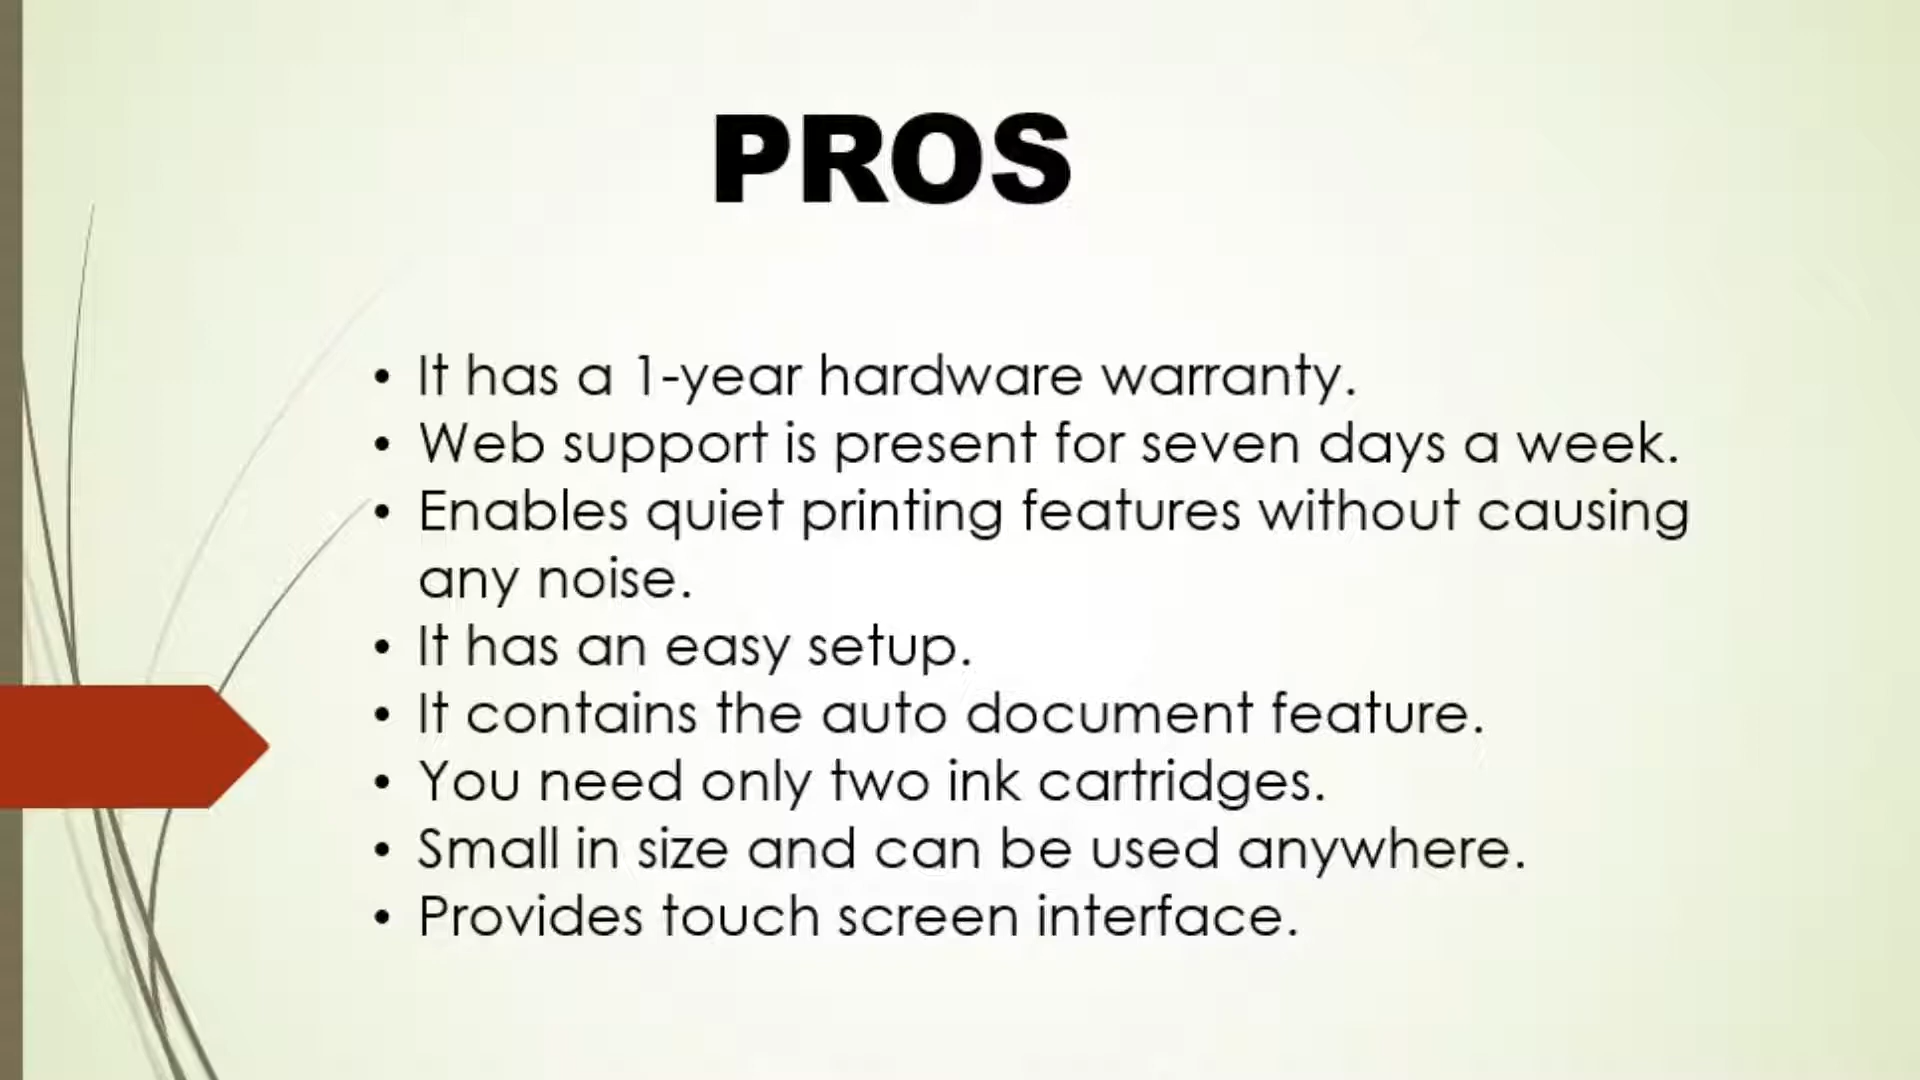 PROS
• It has a 1-year hardware warranty.
• Web support is present for seven days a week.
• Enables quiet printing features without causing
any noise.
• It has an easy setup.
• It contains the auto document feature.
• You need only two ink cartridges.
• Small in size and can be used anywhere.
• Provides touch screen interface.